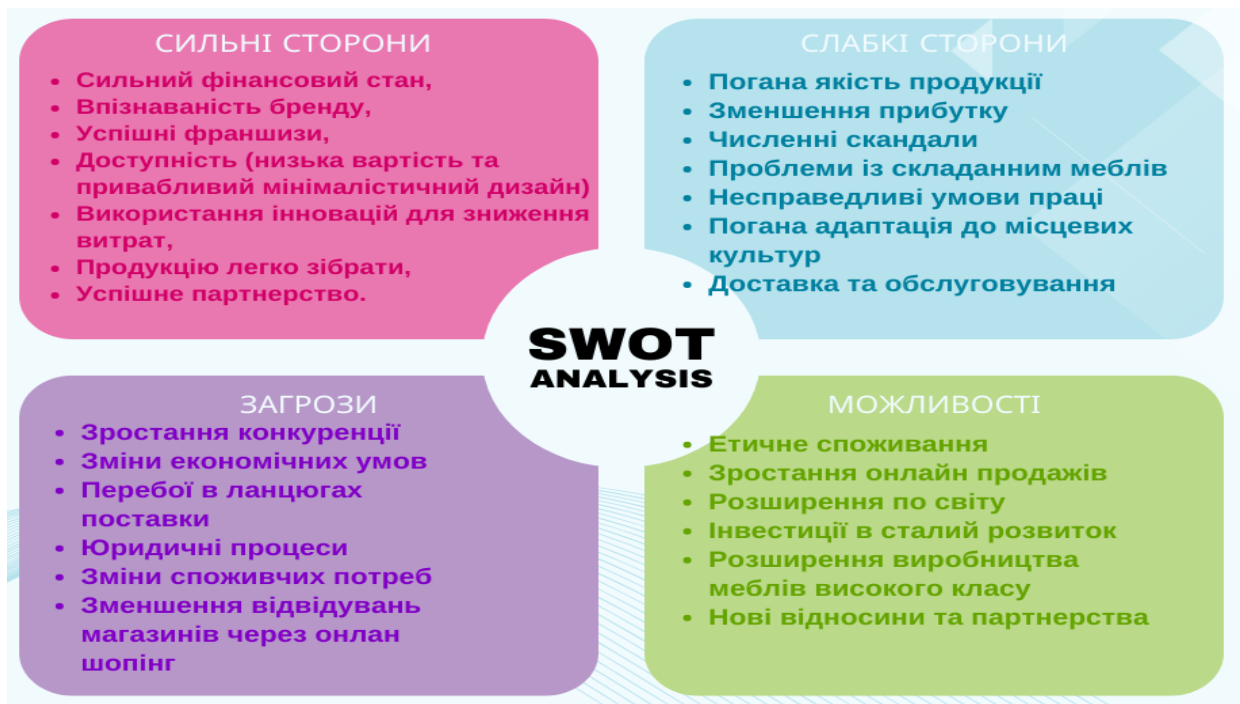 СИЛЬНІ СТОРОНИ
Сильний фінансовий стан,
Впізнаваність бренду,
Успішні франшизи,
Доступність (низька вартість та
привабливий мінімалістичний дизайн)
Використання інновацій для зниження
витрат,
Продукцію легко зібрати,
Успішне партнерство.
СЛАБКІ СТОРОНИ
Погана якість продукції
Зменшення прибутку
Численні скандали
Проблеми із складанним меблів
Несправедливі умови праці
Погана адаптація до місцевих
культур
Доставка та обслуговування
SWOT
ANALYSIS
ЗАГРОЗИ
Зростання конкуренції
Зміни економічних умов
Перебої в ланцюгах
поставки
Юридичні процеси
Зміни споживчих потреб
Зменшення відвідувань
магазинів через онлан
шопінг
МОЖЛИВОСТІ
Етичне споживання
Зростання онлайн продажів
Розширення по світу
Інвестиції в сталий розвиток
Розширення виробництва
меблів високого класу
Нові відносини та партнерства